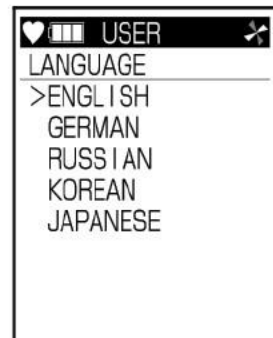 USER
LANGUAGE
>ENGLISH
GERMAN
RUSSIAN
KOREAN
JAPANESE